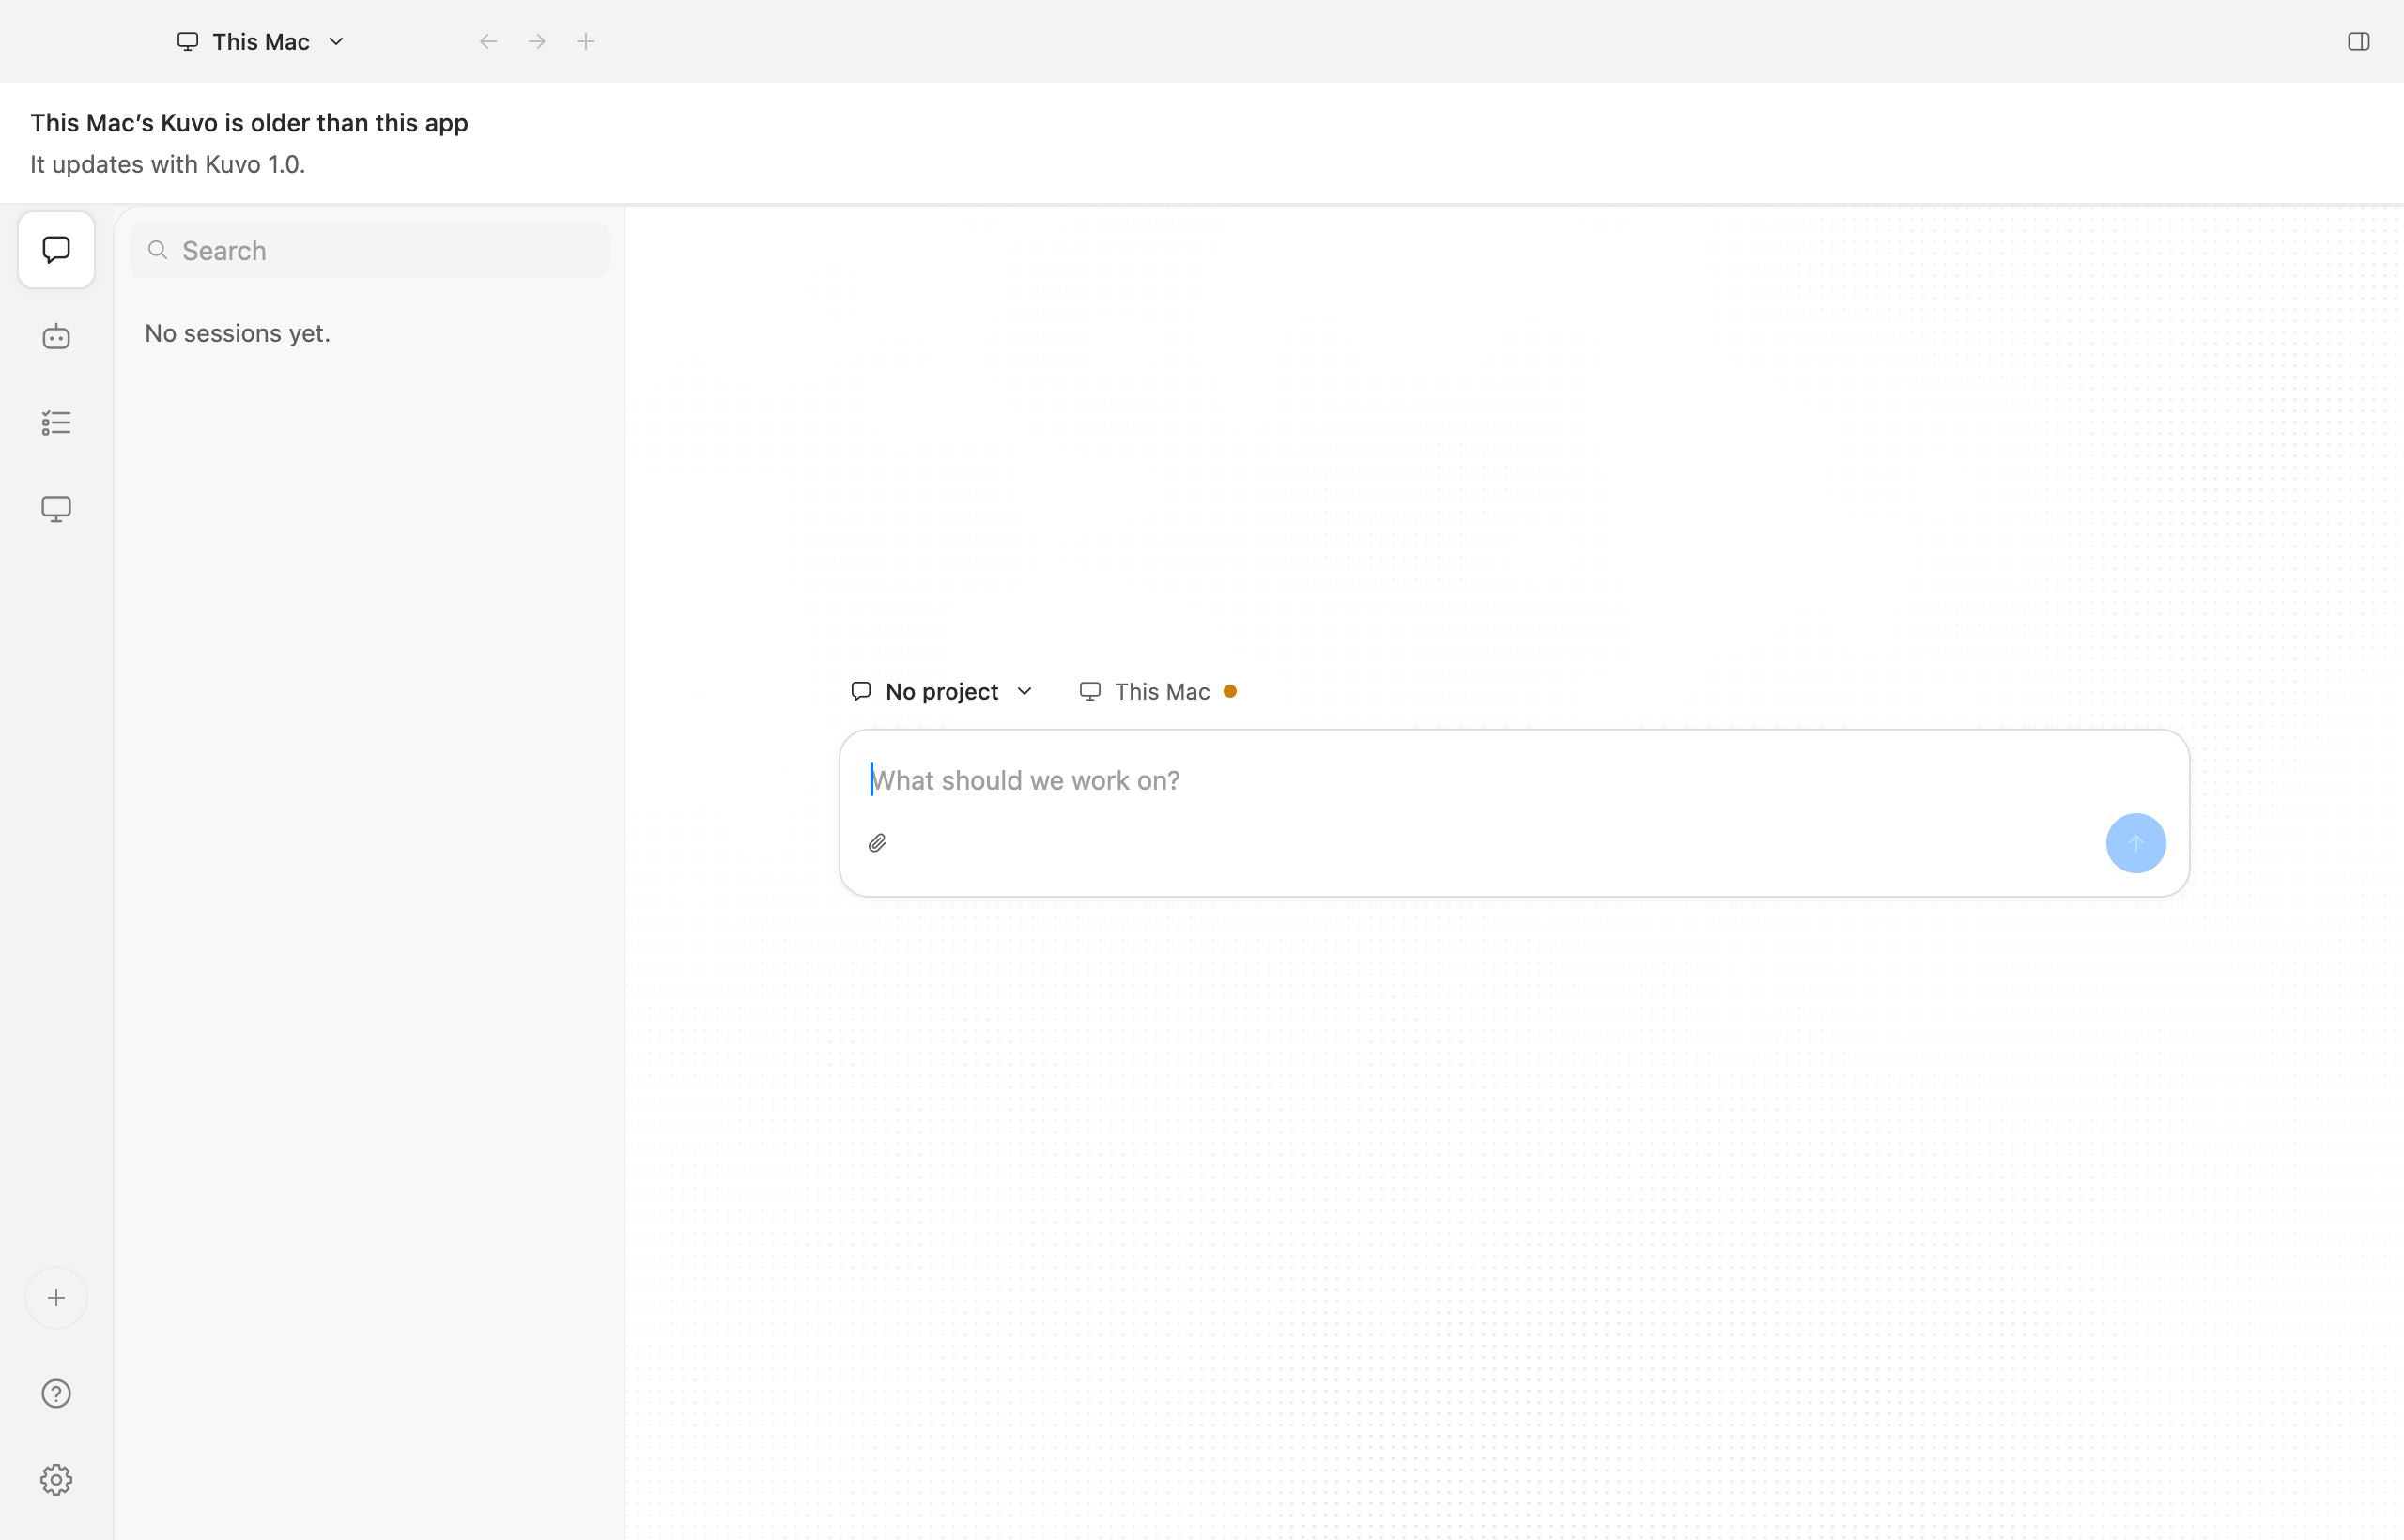 This Mac
This Mac’s Kuvo is older than this app
It updates with Kuvo 1.0.
Search
No sessions yet.
No project
This Mac
What should we work on?